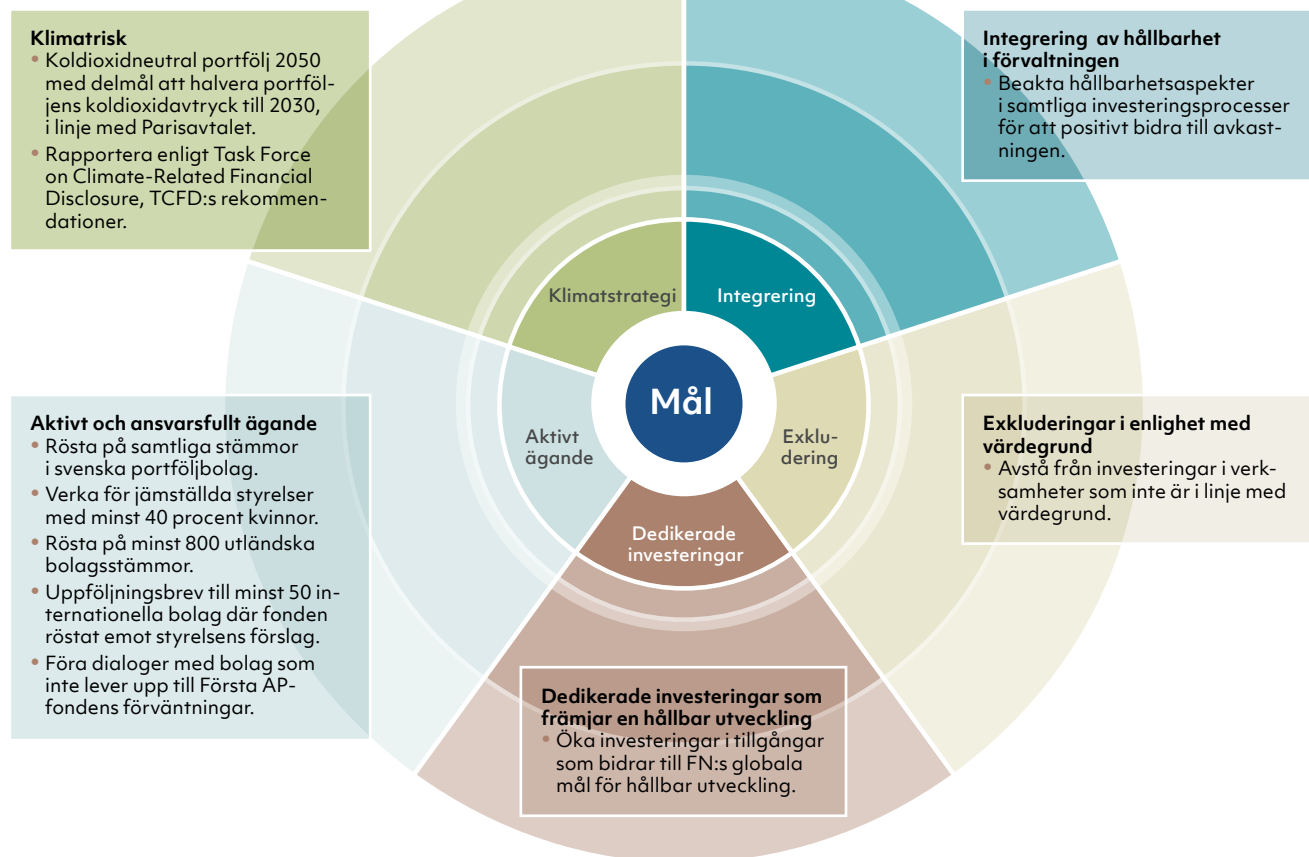 Klimatrisk
• Koldioxidneutral portfölj 2050
med delmål att halvera portföl-
jens koldioxidavtryck till 2030,
i linje med Parisavtalet.
• Rapportera enligt Task Force
on Climate-Related Financial
Disclosure, TCFD:s rekommen-
dationer.
Integrering av hållbarhet
i förvaltningen
• Beakta hållbarhetsaspekter
i samtliga investeringsprocesser
för att positivt bidra till avkast-
ningen.
Klimatstrategi
Integrering
Mål
Aktivt
ägande
Exklu-
dering
Dedikerade
investeringar
Aktivt och ansvarsfullt ägande
• Rösta på samtliga stämmor
i svenska portföljbolag.
• Verka för jämställda styrelser
med minst 40 procent kvinnor.
• Rösta på minst 800 utländska
bolagsstämmor.
• Uppföljningsbrev till minst 50 in-
ternationella bolag där fonden
röstat emot styrelsens förslag.
• Föra dialoger med bolag som
inte lever upp till Första AP-
fondens förväntningar.
Exkluderingar i enlighet med
värdegrund
• Avstå från investeringar i verk-
samheter som inte är i linje med
värdegrund.
Dedikerade investeringar som
främjar en hållbar utveckling
• Öka investeringar i tillgångar
som bidrar till FN:s globala
mål för hållbar utveckling.